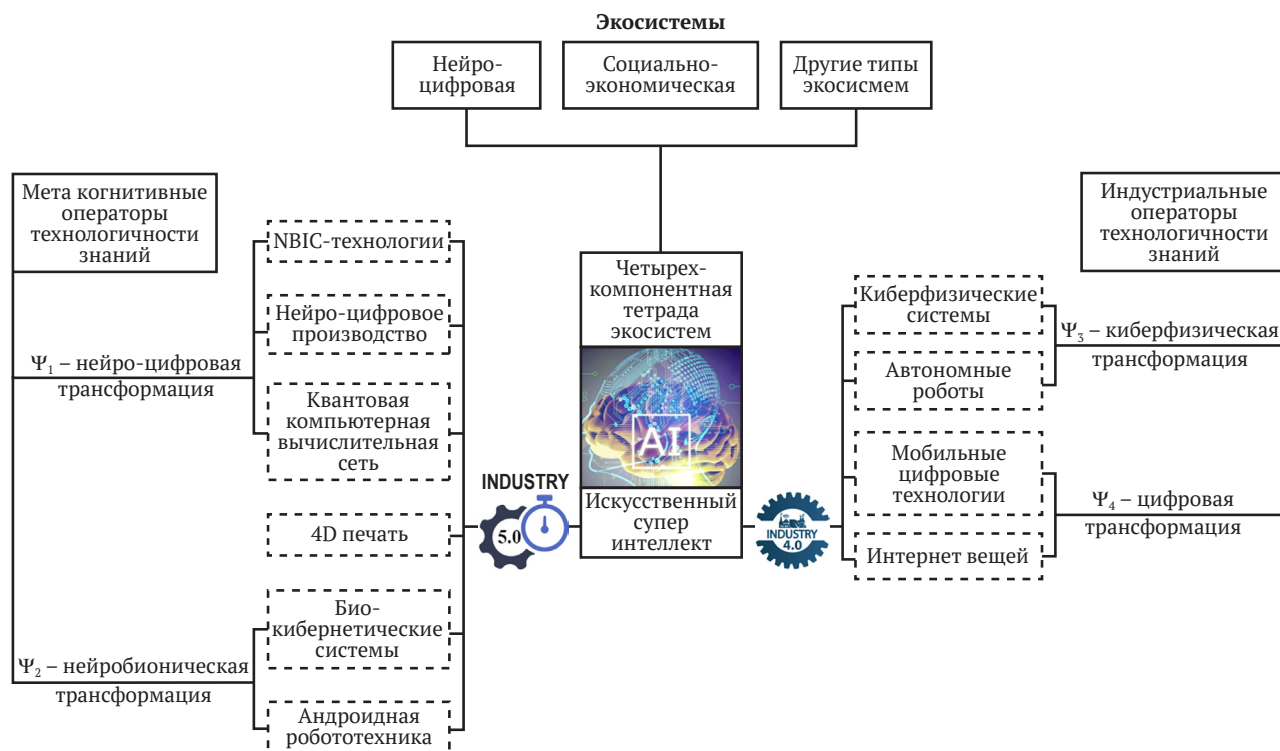 Экосистемы
Нейро-
цифровая
Социально-
экономическая
Другие типы
экосисмем
Мета когнитивные
операторы
технологичности
знаний
Ψ₁ – нейро-цифровая
трансформация
Ψ₂ – нейробионическая
трансформация
NBIC-технологии
Нейро-цифровое
производство
Квантовая
компьютерная
вычислительная
сеть
4D печать
Био-
кибернетические
системы
Андроидная
робототехника
INDUSTRY
5.0
Четырех-
компонентная
тетрада
экосистем
AI
Искусственный
супер
интеллект
INDUSTRY
4.0
Киберфизические
системы
Автономные
роботы
Мобильные
цифровые
технологии
Интернет вещей
Индустриальные
операторы
технологичности
знаний
Ψ₃ – киберфизическая
трансформация
Ψ₄ – цифровая
трансформация